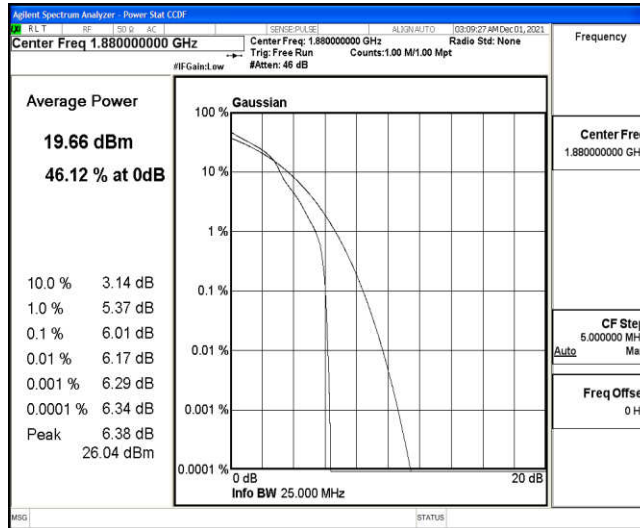 Agilent Spectrum Analyzer - Power Stat CCDF
RLT RF 50 Ω AC SENSE:PULSE ALIGN AUTO 03:09:27 AM Dec 01, 2021
Center Freq 1.880000000 GHz
Center Freq: 1.880000000 GHz Radio Std: None
Trig: Free Run Counts:1.00 M/1.00 Mpt
#IFGain:Low #Atten: 46 dB
Frequency
Average Power
19.66 dBm
46.12 % at 0dB
10.0 % 3.14 dB
1.0 % 5.37 dB
0.1 % 6.01 dB
0.01 % 6.17 dB
0.001 % 6.29 dB
0.0001 % 6.34 dB
Peak 6.38 dB
26.04 dBm
Gaussian
100 %
10 %
1 %
0.1 %
0.01 %
0.001 %
0.0001 %
0 dB 20 dB
Info BW 25.000 MHz
Center Fre
1.880000000 GH
CF Ste
5.000000 MH
Auto Ma
Freq Offse
0 H
MSG STATUS